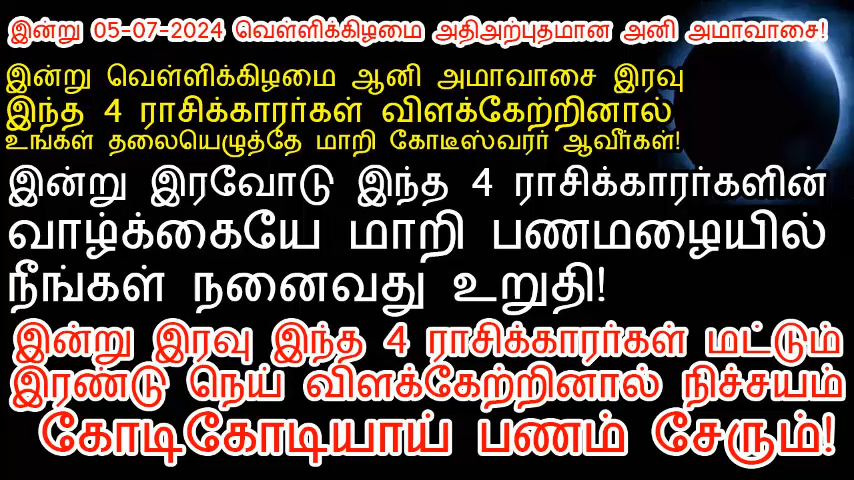 இன்று 05-07-2024 வெள்ளிக்கிழமை அதிஅற்புதமான அனி அமாவாசை!
இன்று வெள்ளிக்கிழமை ஆனி அமாவாசை இரவு
இந்த 4 ராசிக்காரர்கள் விளக்கேற்றினால்
உங்கள் தலையெழுத்தே மாறி கோடீஸ்வரர் ஆவீர்கள்!
இன்று இரவோடு இந்த 4 ராசிக்காரர்களின்
வாழ்க்கையே மாறி பணமழையில்
நீங்கள் நனைவது உறுதி!
இன்று இரவு இந்த 4 ராசிக்காரர்கள் மட்டும்
இரண்டு நெய் விளக்கேற்றினால் நிச்சயம்
கோடிகோடியாய் பணம் சேரும்!